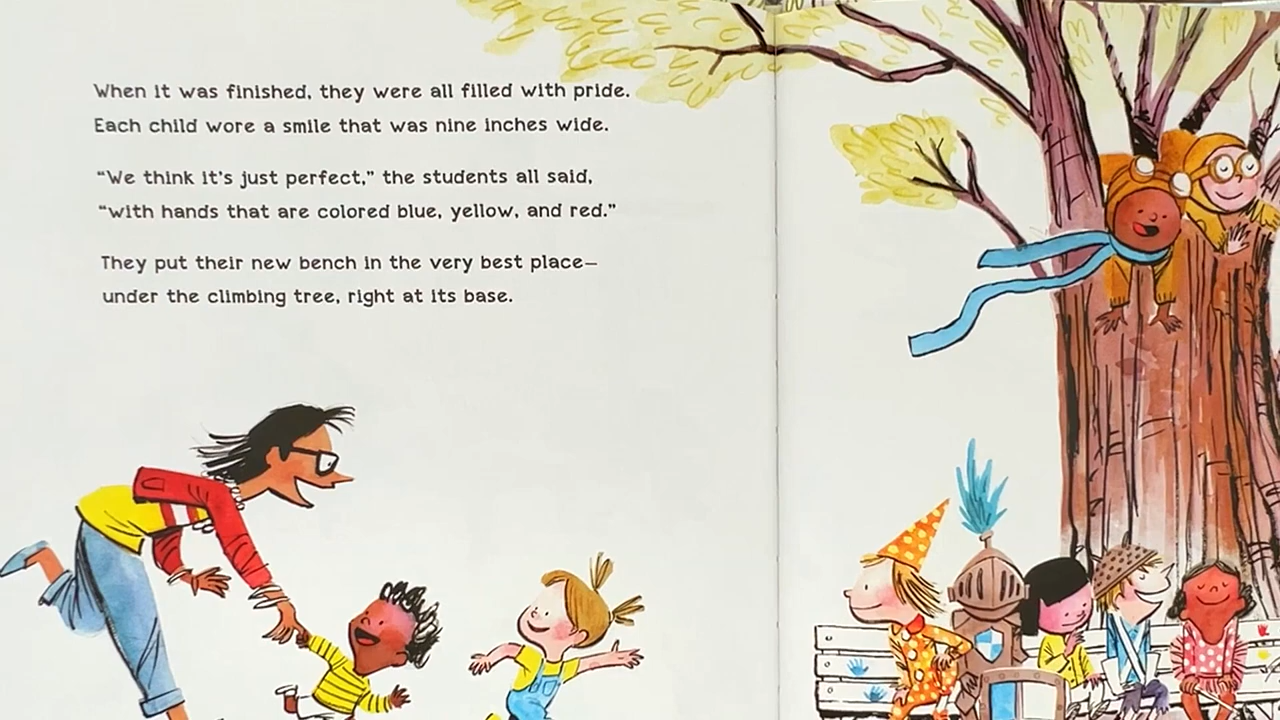 When it was finished, they were all filled with pride.
Each child wore a smile that was nine inches wide.
“We think it’s just perfect,” the students all said,
“with hands that are colored blue, yellow, and red.”
They put their new bench in the very best place—
under the climbing tree, right at its base.